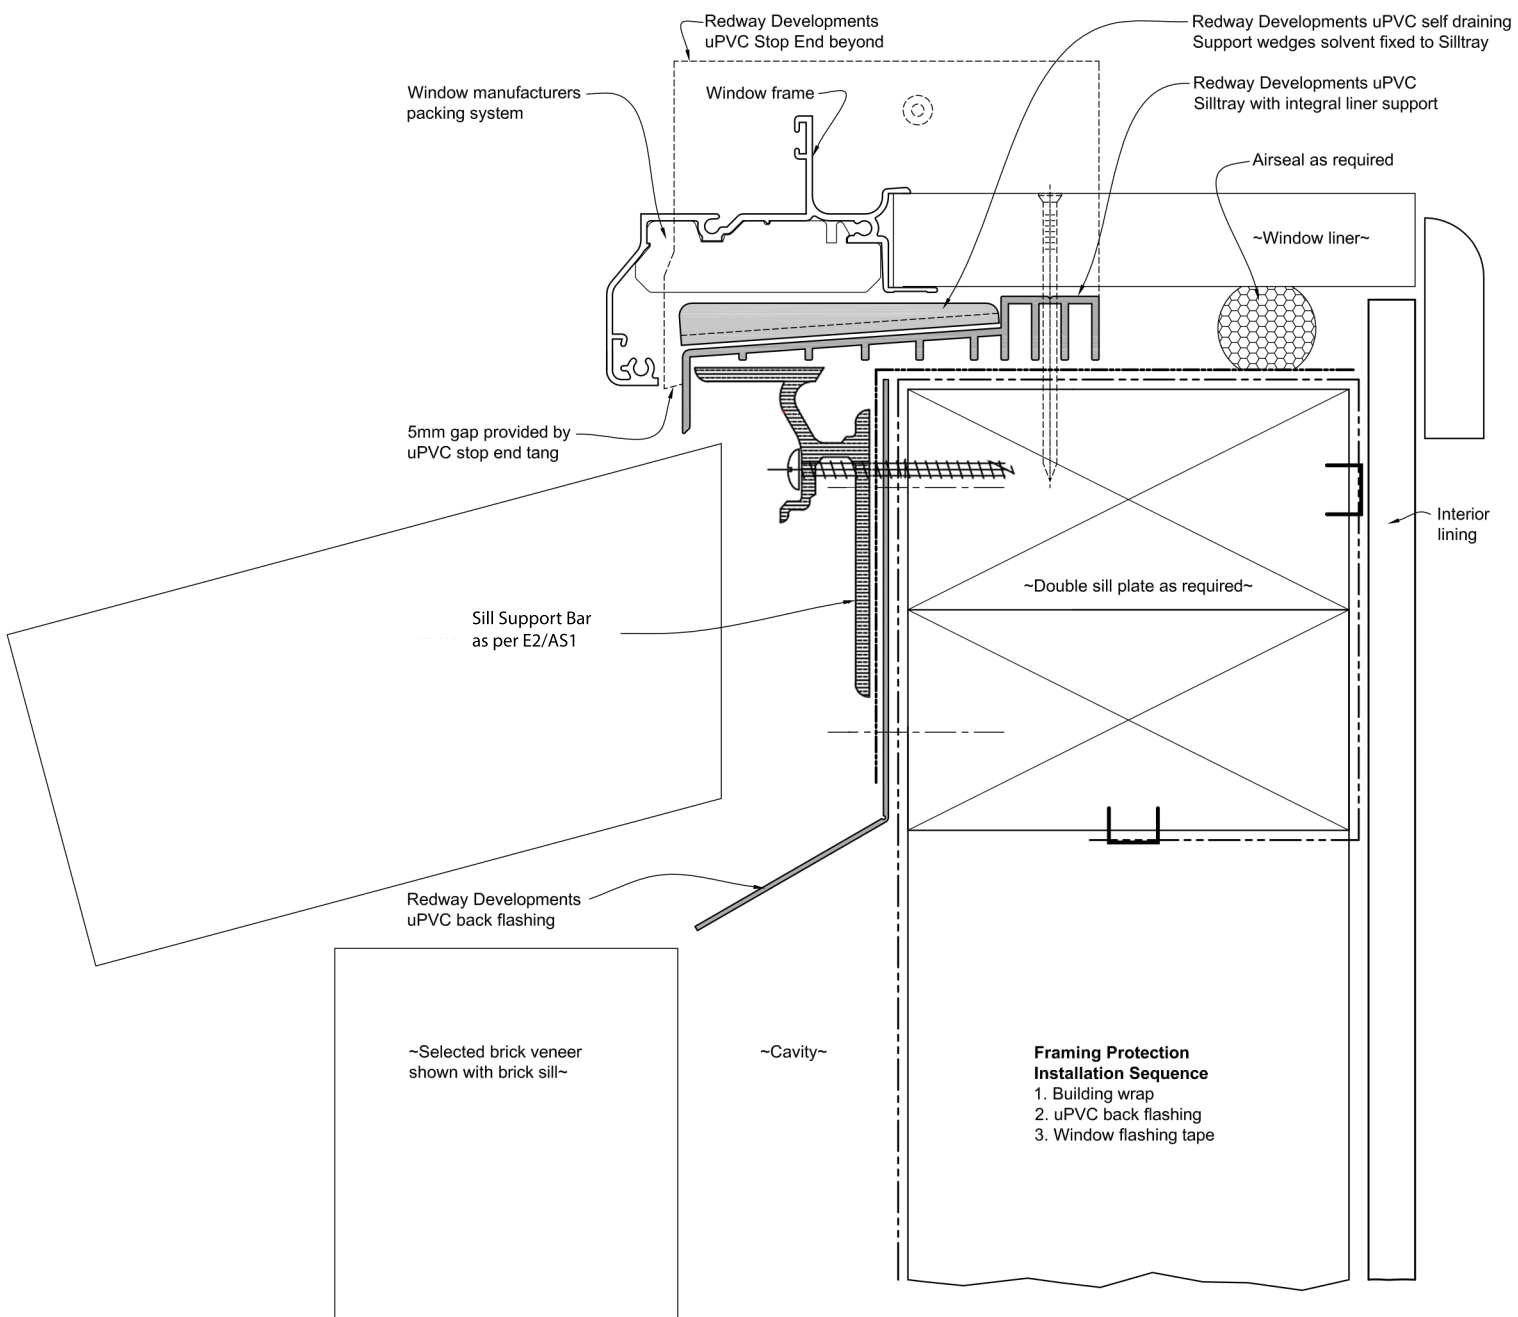 Redway Developments
uPVC Stop End beyond
Redway Developments uPVC self draining
Support wedges solvent fixed to Silltray
Window manufacturers
packing system
Window frame
Redway Developments uPVC
Silltray with integral liner support
Airseal as required
~Window liner~
5mm gap provided by
uPVC stop end tang
Interior
lining
~Double sill plate as required~
Sill Support Bar
as per E2/AS1
Redway Developments
uPVC back flashing
~Selected brick veneer
shown with brick sill~
~Cavity~
Framing Protection
Installation Sequence
1. Building wrap
2. uPVC back flashing
3. Window flashing tape